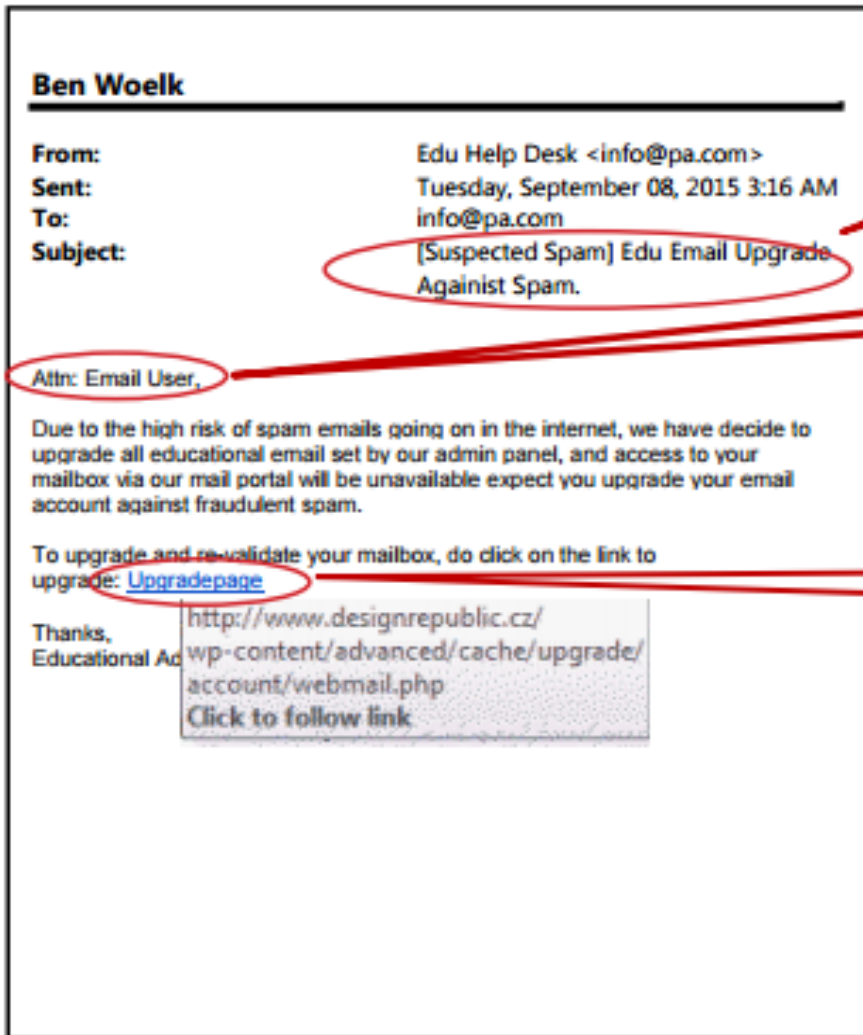 Ben Woelk
From: Edu Help Desk <info@pa.com>
Sent: Tuesday, September 08, 2015 3:16 AM
To: info@pa.com
Subject: [Suspected Spam] Edu Email Upgrade
Againist Spam.
Attn: Email User,
Due to the high risk of spam emails going on in the internet, we have decide to
upgrade all educational email set by our admin panel, and access to your
mailbox via our mail portal will be unavailable expect you upgrade your email
account against fraudulent spam.
To upgrade and re-validate your mailbox, do click on the link to
upgrade: Upgradepage
http://www.designrepublic.cz/
wp-content/advanced/cache/upgrade/
account/webmail.php
Click to follow link
Thanks,
Educational Ad